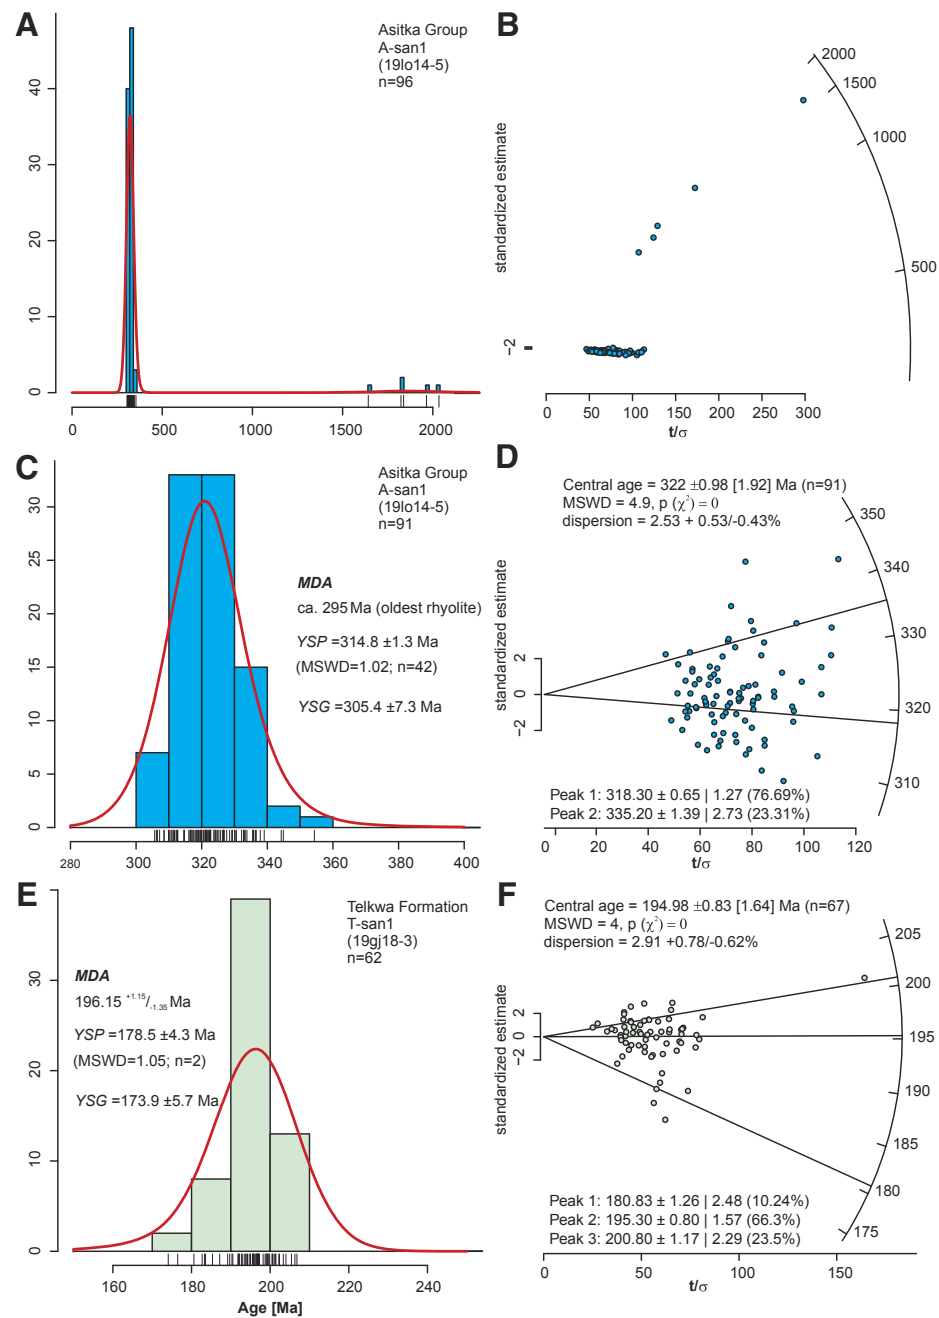 A
Asitka Group
A-san1
(19lo14-5)
n=96
40
30
20
10
0
0
500
1000
1500
2000
B
standardized estimate
−2
2000
1500
1000
500
0
50
100
150
200
250
300
t/σ
C
Asitka Group
A-san1
(19lo14-5)
n=91
MDA
ca. 295 Ma (oldest rhyolite)
YSP =314.8 ±1.3 Ma
(MSWD=1.02; n=42)
YSG =305.4 ±7.3 Ma
30
25
20
15
10
5
0
280
300
320
340
360
380
400
D
Central age = 322 ±0.98 [1.92] Ma (n=91)
MSWD = 4.9, p (χ²) = 0
dispersion = 2.53 + 0.53/-0.43%
standardized estimate
2
0
−2
350
340
330
320
310
Peak 1: 318.30 ± 0.65 | 1.27 (76.69%)
Peak 2: 335.20 ± 1.39 | 2.73 (23.31%)
0
20
40
60
80
100
120
t/σ
E
Telkwa Formation
T-san1
(19gj18-3)
n=62
MDA
196.15 +1.15/-1.35 Ma
YSP =178.5 ±4.3 Ma
(MSWD=1.05; n=2)
YSG =173.9 ±5.7 Ma
30
20
10
0
160
180
200
220
240
Age [Ma]
F
Central age = 194.98 ±0.83 [1.64] Ma (n=67)
MSWD = 4, p (χ²) = 0
dispersion = 2.91 +0.78/-0.62%
standardized estimate
2
0
−2
205
200
195
190
185
180
175
Peak 1: 180.83 ± 1.26 | 2.48 (10.24%)
Peak 2: 195.30 ± 0.80 | 1.57 (66.3%)
Peak 3: 200.80 ± 1.17 | 2.29 (23.5%)
0
50
100
150
t/σ